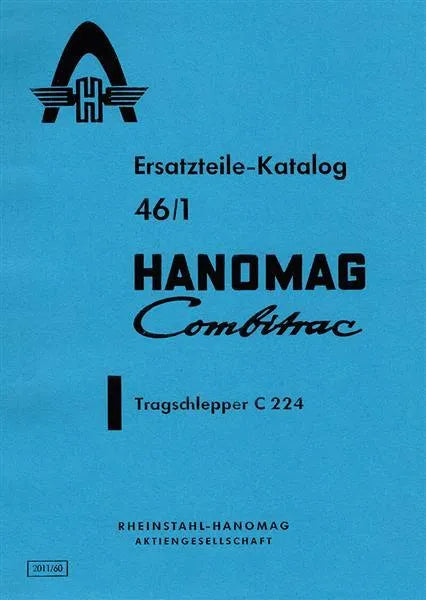 H
Ersatzteile-Katalog
46/1
HANOMAG
Combitrac
Tragschlepper C 224
RHEINSTAHL-HANOMAG
AKTIENGESELLSCHAFT
2011/60